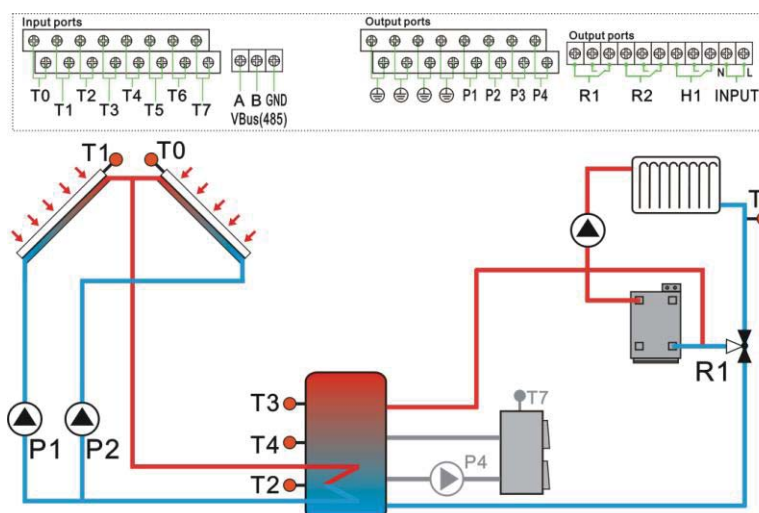 Input ports
T0 T2 T4 T6
T1 T3 T5 T7
A B GND
VBus(485)
Output ports
P1 P2 P3 P4
Output ports
N L
R1 R2 H1 INPUT
T1 T0
T
R1
P1 P2
T3
T4
T2
T7
P4